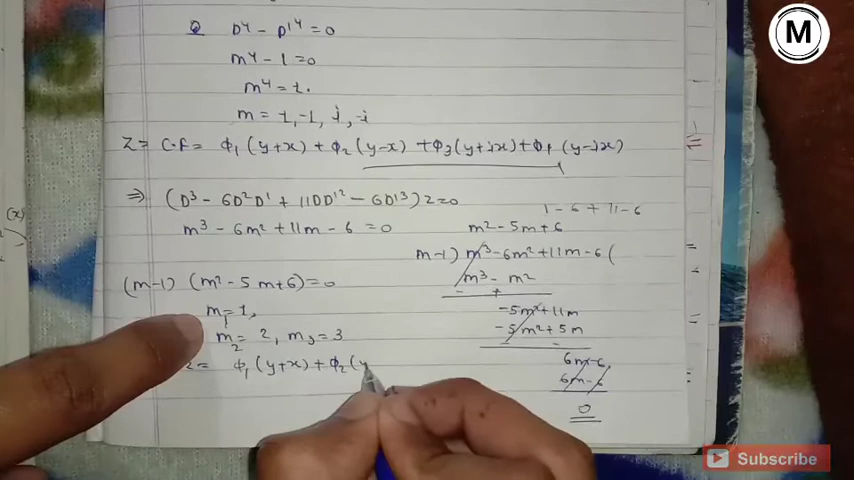 Q D⁴ - D'⁴ = 0
m⁴ - 1 = 0
m⁴ = 1.
m = 1, -1, i, -i
Z = C.F = φ₁ (y+x) + φ₂ (y-x) + φ₃ (y+ix) + φ₄ (y-ix)
⇒ (D³ - 6D²D' + 11DD'² - 6D'³) Z = 0
1 - 6 + 11 - 6
m³ - 6m² + 11m - 6 = 0
m² - 5m + 6
m-1) m³ - 6m² + 11m - 6 (
m³ - m²
- +
(m-1) (m² - 5m + 6) = 0
-5m² + 11m
m₁ = 1,
-5m² + 5m
m₂ = 2, m₃ = 3
6m - 6
6m - 6
0
z = φ₁ (y+x) + φ₂ (y
(x)
M
Subscribe